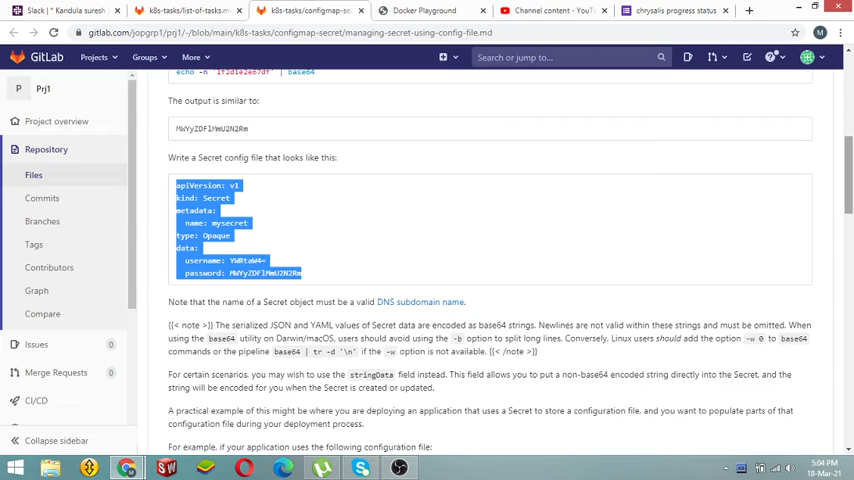 Slack | * Kandula suresh |
k8s-tasks/list-of-tasks.m
k8s-tasks/configmap-se
Docker Playground
Channel content - YouT
chrysalis progress status
gitlab.com/jopgrp1/prj1/-/blob/main/k8s-tasks/configmap-secret/managing-secret-using-config-file.md
M
GitLab
Projects
Groups
More
Search or jump to...
P
Prj1
Project overview
Repository
Files
Commits
Branches
Tags
Contributors
Graph
Compare
Issues
0
Merge Requests
0
CI/CD
Collapse sidebar
echo -n '1f2d1e2e67df' | base64
The output is similar to:
MWYyZDFlMmU2N2Rm
Write a Secret config file that looks like this:
apiVersion: v1
kind: Secret
metadata:
name: mysecret
type: Opaque
data:
username: YWRtaW4=
password: MWYyZDFlMmU2N2Rm
Note that the name of a Secret object must be a valid DNS subdomain name.
{{< note >}} The serialized JSON and YAML values of Secret data are encoded as base64 strings. Newlines are not valid within these strings and must be omitted. When
using the base64 utility on Darwin/macOS, users should avoid using the -b option to split long lines. Conversely, Linux users should add the option -w 0 to base64
commands or the pipeline base64 | tr -d '\n' if the -w option is not available. {{< /note >}}
For certain scenarios, you may wish to use the stringData field instead. This field allows you to put a non-base64 encoded string directly into the Secret, and the
string will be encoded for you when the Secret is created or updated.
A practical example of this might be where you are deploying an application that uses a Secret to store a configuration file, and you want to populate parts of that
configuration file during your deployment process.
For example, if your application uses the following configuration file:
5:04 PM
18-Mar-21